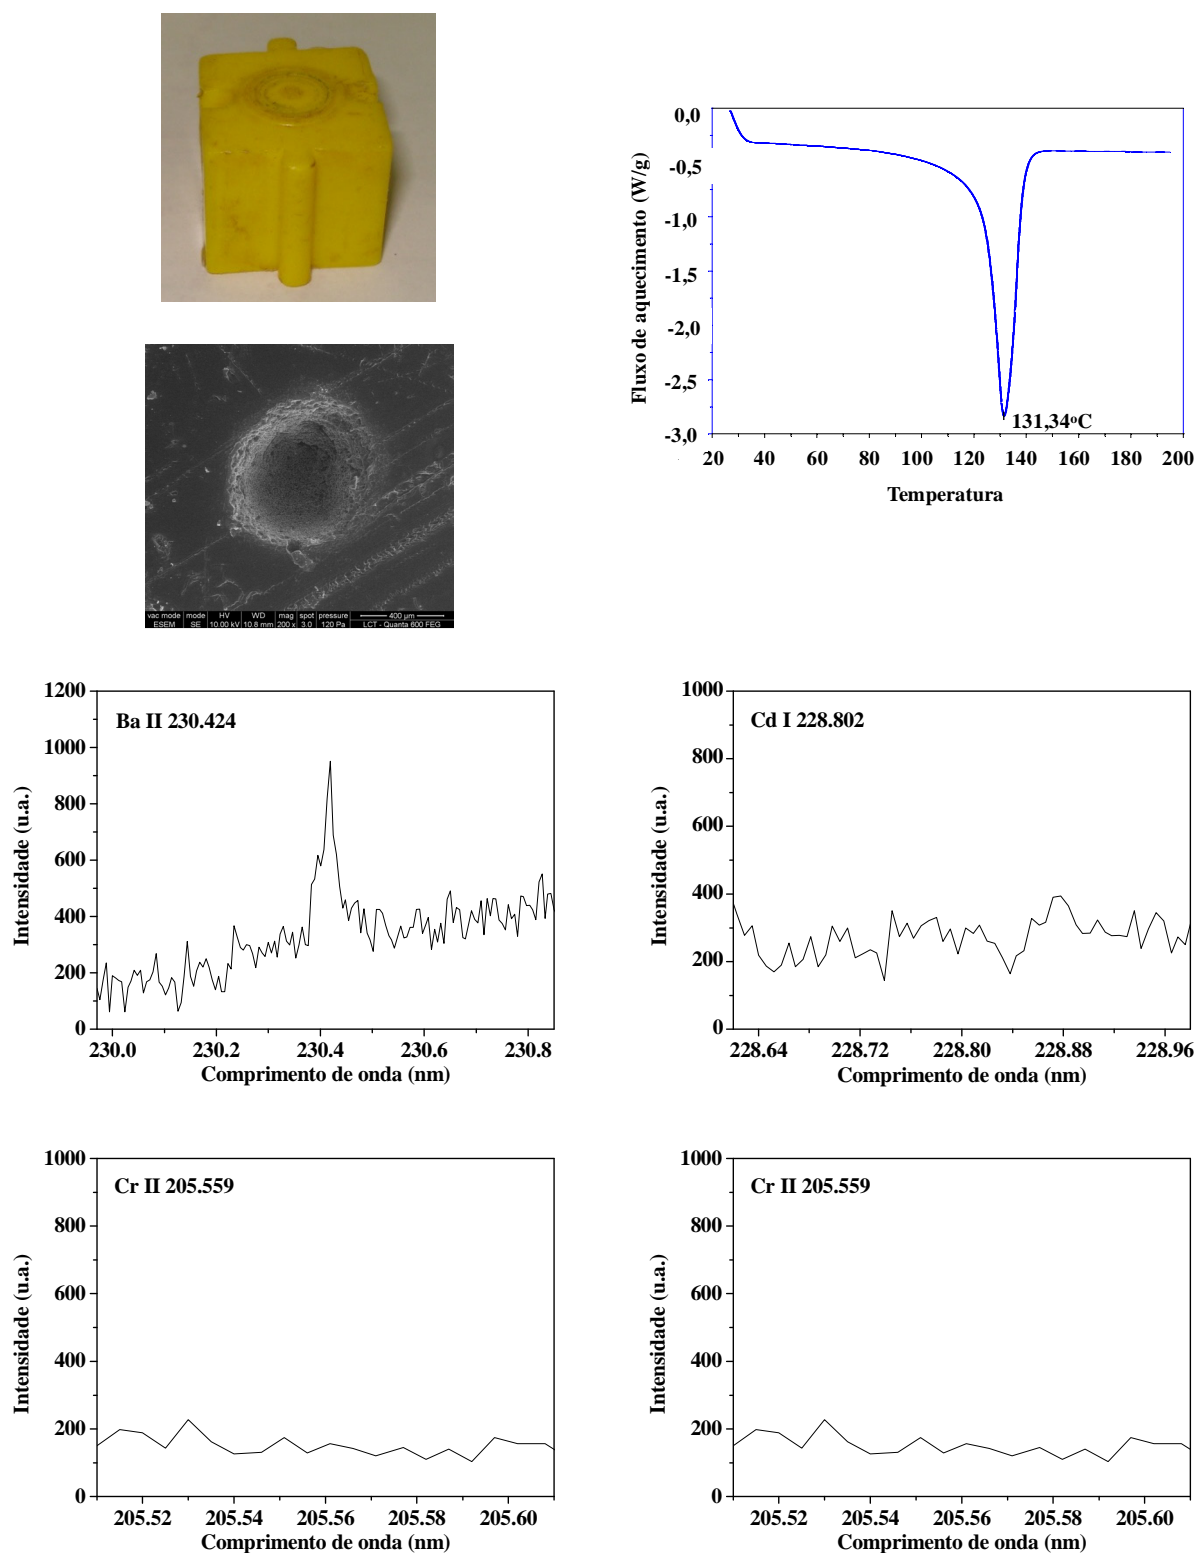 0,0
-0,5
-1,0
-1,5
-2,0
-2,5
-3,0
Fluxo de aquecimento (W/g)
131,34ºC
20 40 60 80 100 120 140 160 180 200
Temperatura
vac mode mode HV WD mag spot pressure 400 µm
ESEM SE 10.00 kV 10.8 mm 200 x 3.0 120 Pa LCT - Quanta 600 FEG
Ba II 230.424
1200
1000
800
600
400
200
0
Intensidade (u.a.)
230.0 230.2 230.4 230.6 230.8
Comprimento de onda (nm)
Cd I 228.802
1000
800
600
400
200
0
Intensidade (u.a.)
228.64 228.72 228.80 228.88 228.96
Comprimento de onda (nm)
Cr II 205.559
1000
800
600
400
200
0
Intensidade (u.a.)
205.52 205.54 205.56 205.58 205.60
Comprimento de onda (nm)
Cr II 205.559
1000
800
600
400
200
0
Intensidade (u.a.)
205.52 205.54 205.56 205.58 205.60
Comprimento de onda (nm)